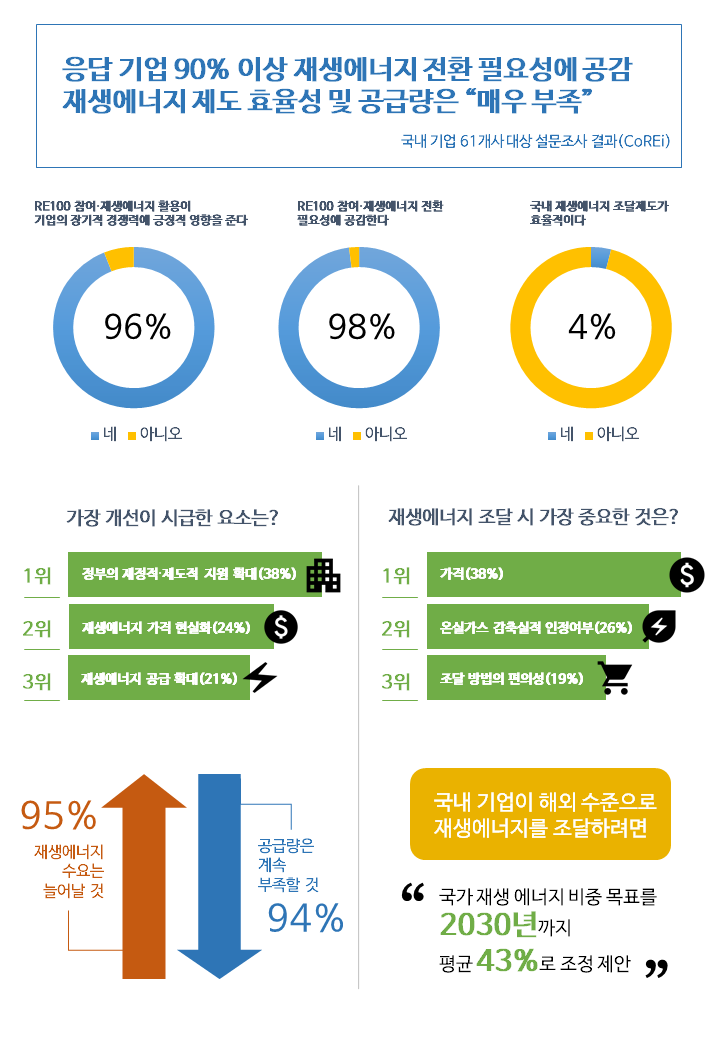 응답 기업 90% 이상 재생에너지 전환 필요성에 공감
재생에너지 제도 효율성 및 공급량은 “매우 부족”
국내 기업 61개사 대상 설문조사 결과(CoREi)
RE100 참여·재생에너지 활용이
기업의 장기적 경쟁력에 긍정적 영향을 준다
96%
네 아니오
RE100 참여·재생에너지 전환
필요성에 공감한다
98%
네 아니오
국내 재생에너지 조달제도가
효율적이다
4%
네 아니오
가장 개선이 시급한 요소는?
1위 정부의 재정적·제도적 지원 확대(38%)
2위 재생에너지 가격 현실화(24%)
3위 재생에너지 공급 확대(21%)
재생에너지 조달 시 가장 중요한 것은?
1위 가격(38%)
2위 온실가스 감축실적 인정여부(26%)
3위 조달 방법의 편의성(19%)
95%
재생에너지
수요는
늘어날 것
공급량은
계속
부족할 것
94%
국내 기업이 해외 수준으로
재생에너지를 조달하려면
“ 국가 재생 에너지 비중 목표를
2030년까지
평균 43%로 조정 제안 ”